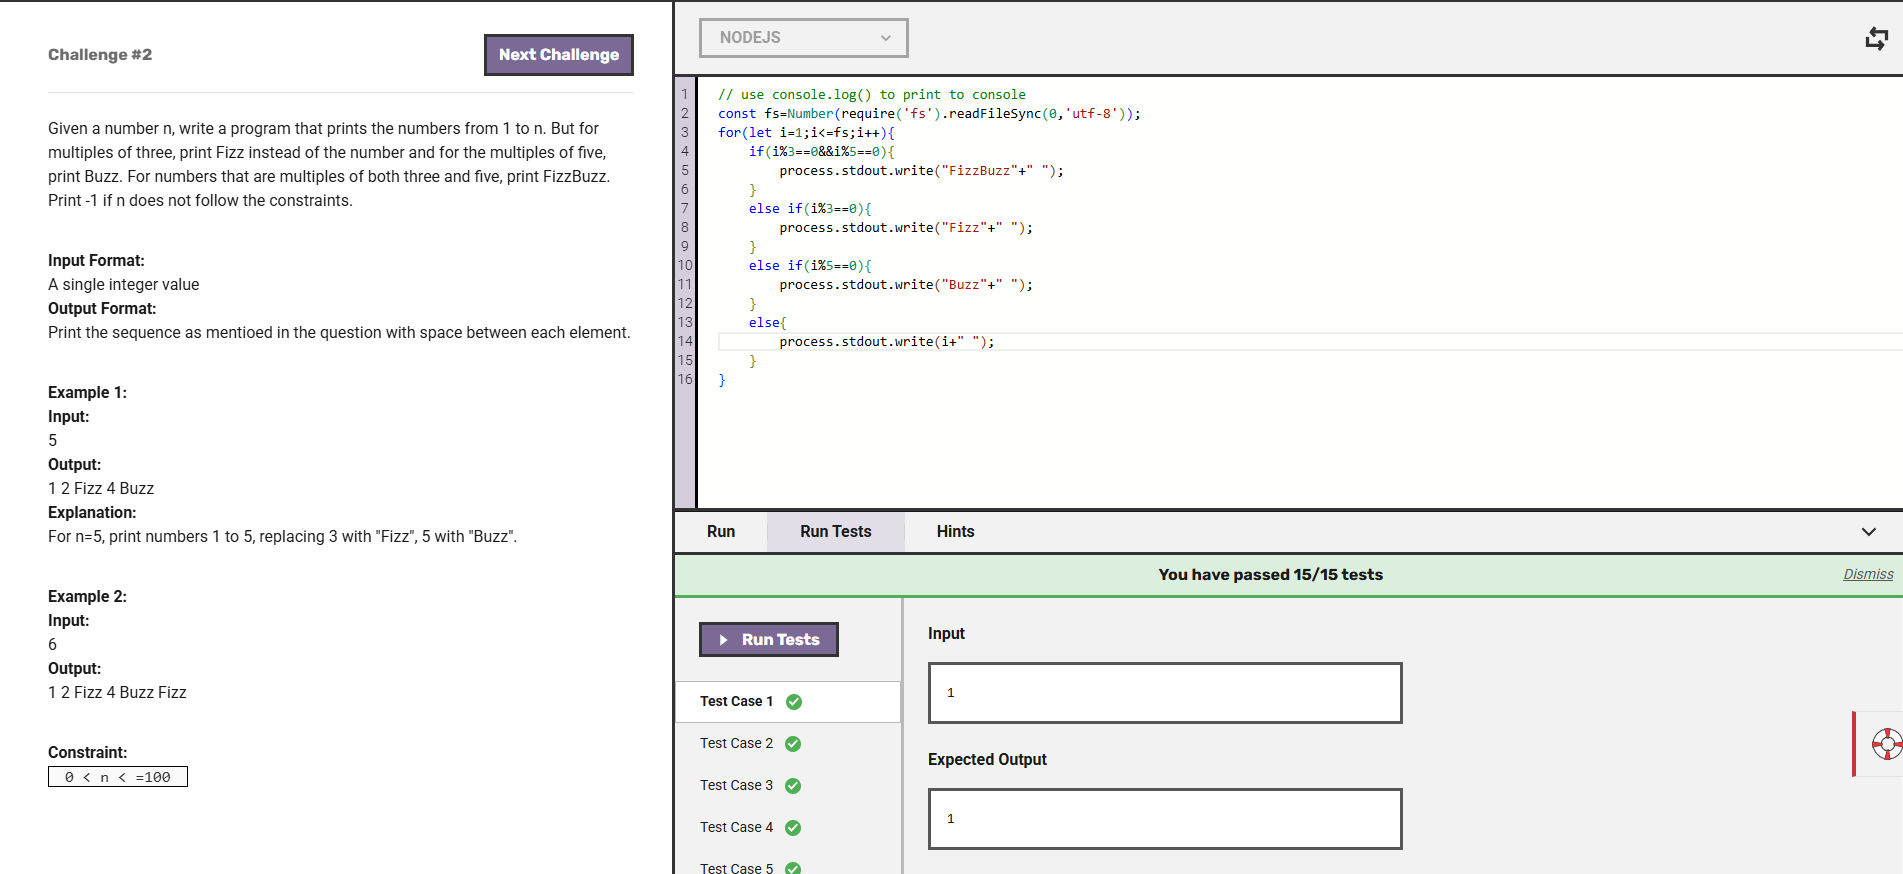 Challenge #2
Next Challenge
Given a number n, write a program that prints the numbers from 1 to n. But for
multiples of three, print Fizz instead of the number and for the multiples of five,
print Buzz. For numbers that are multiples of both three and five, print FizzBuzz.
Print -1 if n does not follow the constraints.
Input Format:
A single integer value
Output Format:
Print the sequence as mentioed in the question with space between each element.
Example 1:
Input:
5
Output:
1 2 Fizz 4 Buzz
Explanation:
For n=5, print numbers 1 to 5, replacing 3 with "Fizz", 5 with "Buzz".
Example 2:
Input:
6
Output:
1 2 Fizz 4 Buzz Fizz
Constraint:
0 < n < =100
NODEJS
1 // use console.log() to print to console
2 const fs=Number(require('fs').readFileSync(0,'utf-8'));
3 for(let i=1;i<=fs;i++){
4     if(i%3==0&&i%5==0){
5         process.stdout.write("FizzBuzz"+" ");
6     }
7     else if(i%3==0){
8         process.stdout.write("Fizz"+" ");
9     }
10     else if(i%5==0){
11         process.stdout.write("Buzz"+" ");
12     }
13     else{
14         process.stdout.write(i+" ");
15     }
16 }
Run Run Tests Hints
You have passed 15/15 tests Dismiss
Run Tests
Test Case 1
Test Case 2
Test Case 3
Test Case 4
Test Case 5
Input
1
Expected Output
1